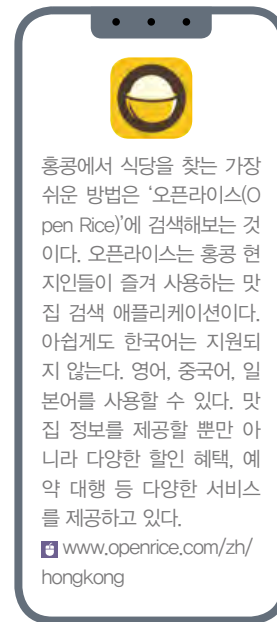 홍콩에서 식당을 찾는 가장
쉬운 방법은 ‘오픈라이스(O
pen Rice)’에 검색해보는 것
이다. 오픈라이스는 홍콩 현
지인들이 즐겨 사용하는 맛
집 검색 애플리케이션이다.
아쉽게도 한국어는 지원되
지 않는다. 영어, 중국어, 일
본어를 사용할 수 있다. 맛
집 정보를 제공할 뿐만 아
니라 다양한 할인 혜택, 예
약 대행 등 다양한 서비스
를 제공하고 있다.
www.openrice.com/zh/
hongkong